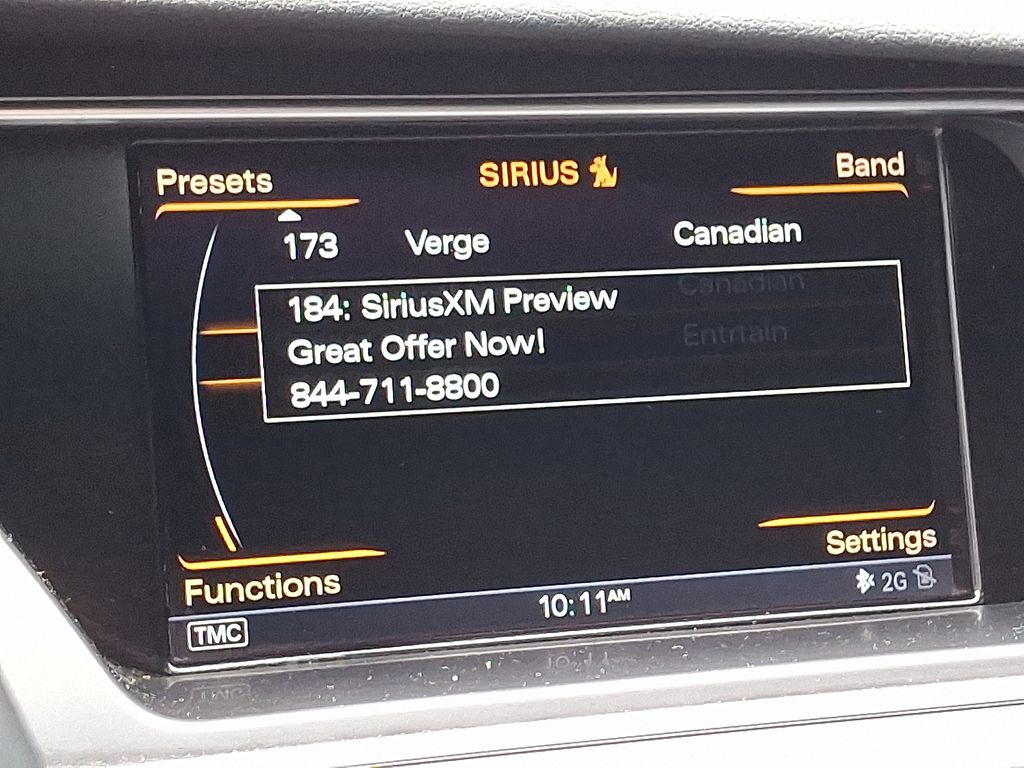 Presets
SIRIUS
Band
173 Verge Canadian
Canadian
184: SiriusXM Preview
Great Offer Now!
Entrtain
844-711-8800
Settings
Functions
10:11AM
2G
TMC